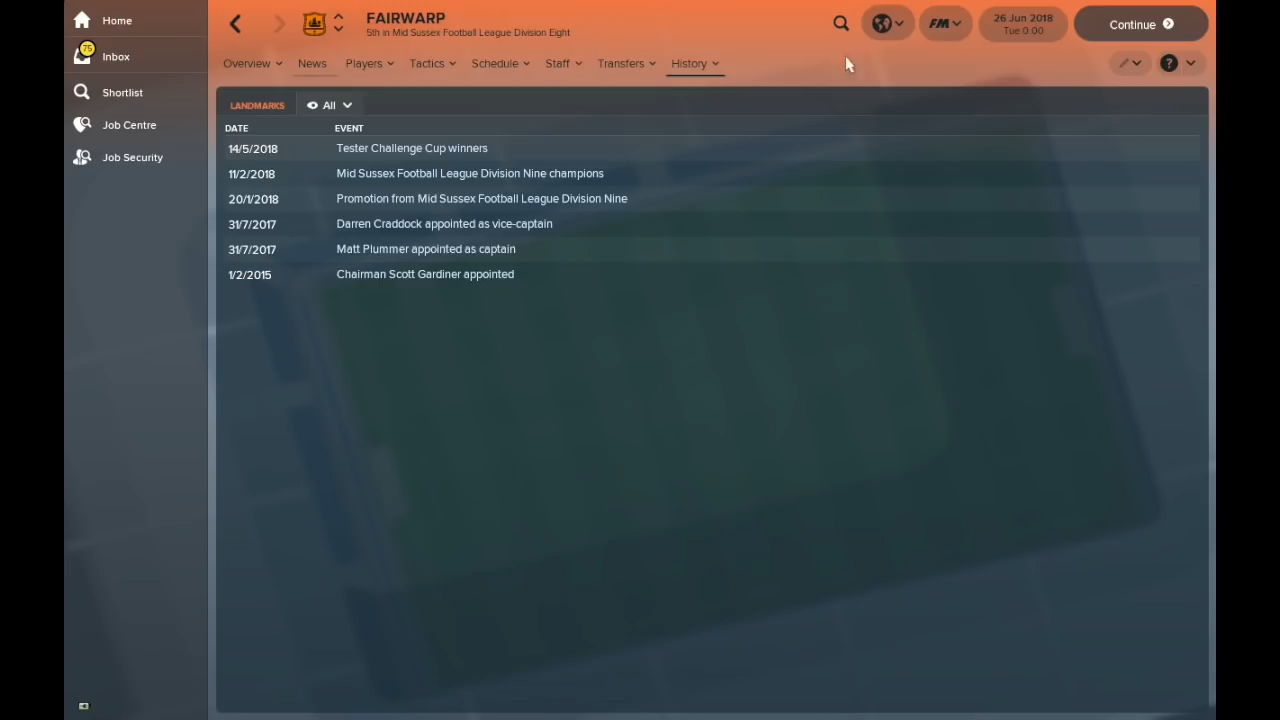 Home
75
Inbox
Shortlist
Job Centre
Job Security
FAIRWARP
5th in Mid Sussex Football League Division Eight
FM
26 Jun 2018
Tue 0:00
Continue
Overview News Players Tactics Schedule Staff Transfers History
?
LANDMARKS All
DATE EVENT
14/5/2018 Tester Challenge Cup winners
11/2/2018 Mid Sussex Football League Division Nine champions
20/1/2018 Promotion from Mid Sussex Football League Division Nine
31/7/2017 Darren Craddock appointed as vice-captain
31/7/2017 Matt Plummer appointed as captain
1/2/2015 Chairman Scott Gardiner appointed